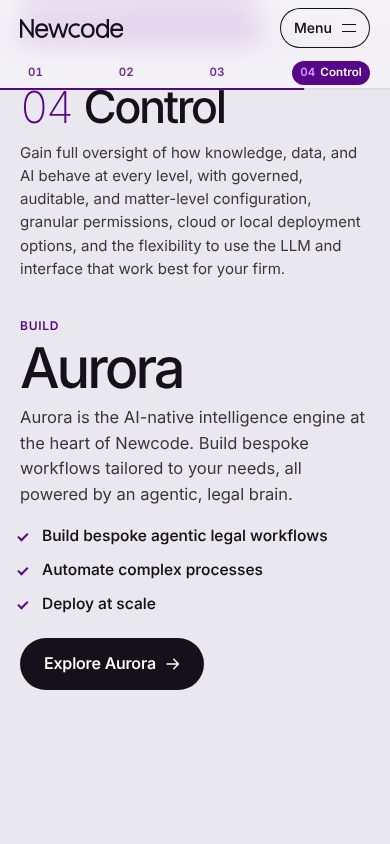 Newcode
Menu
01 02 03 04 Control
04 Control
Gain full oversight of how knowledge, data, and
AI behave at every level, with governed,
auditable, and matter-level configuration,
granular permissions, cloud or local deployment
options, and the flexibility to use the LLM and
interface that work best for your firm.
BUILD
Aurora
Aurora is the AI-native intelligence engine at
the heart of Newcode. Build bespoke
workflows tailored to your needs, all
powered by an agentic, legal brain.
Build bespoke agentic legal workflows
Automate complex processes
Deploy at scale
Explore Aurora →